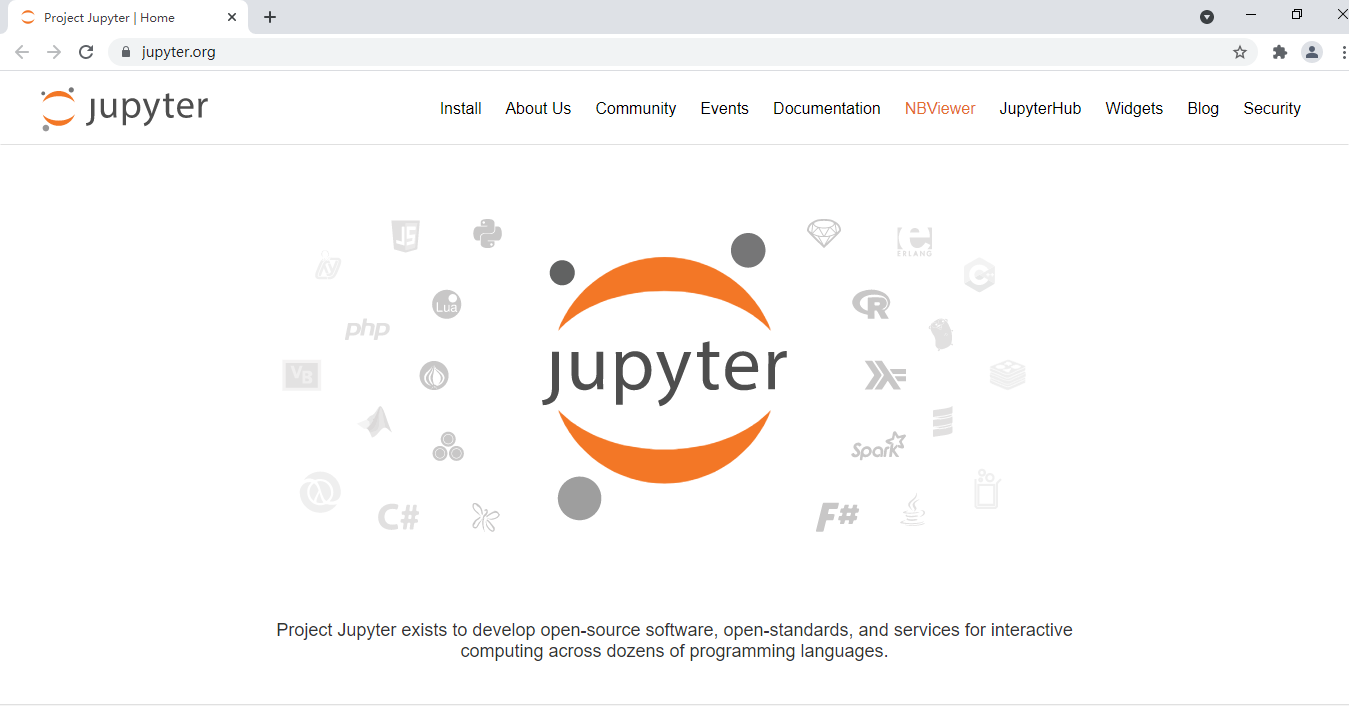 Project Jupyter | Home
jupyter.org
jupyter
Install About Us Community Events Documentation NBViewer JupyterHub Widgets Blog Security
JS
ERLANG
C
Lua
R
php
jupyter
VB
Spark
C#
F#
Project Jupyter exists to develop open-source software, open-standards, and services for interactive
computing across dozens of programming languages.